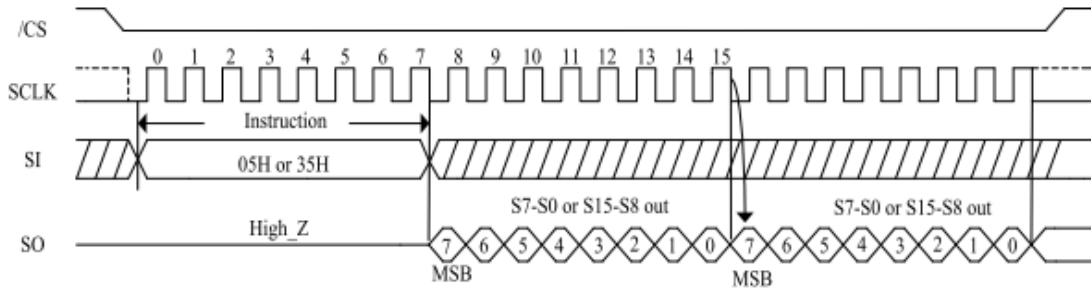 /CS
0 1 2 3 4 5 6 7 8 9 10 11 12 13 14 15
SCLK
Instruction
SI
05H or 35H
S7-S0 or S15-S8 out
S7-S0 or S15-S8 out
High_Z
SO
7 6 5 4 3 2 1 0 7 6 5 4 3 2 1 0
MSB
MSB